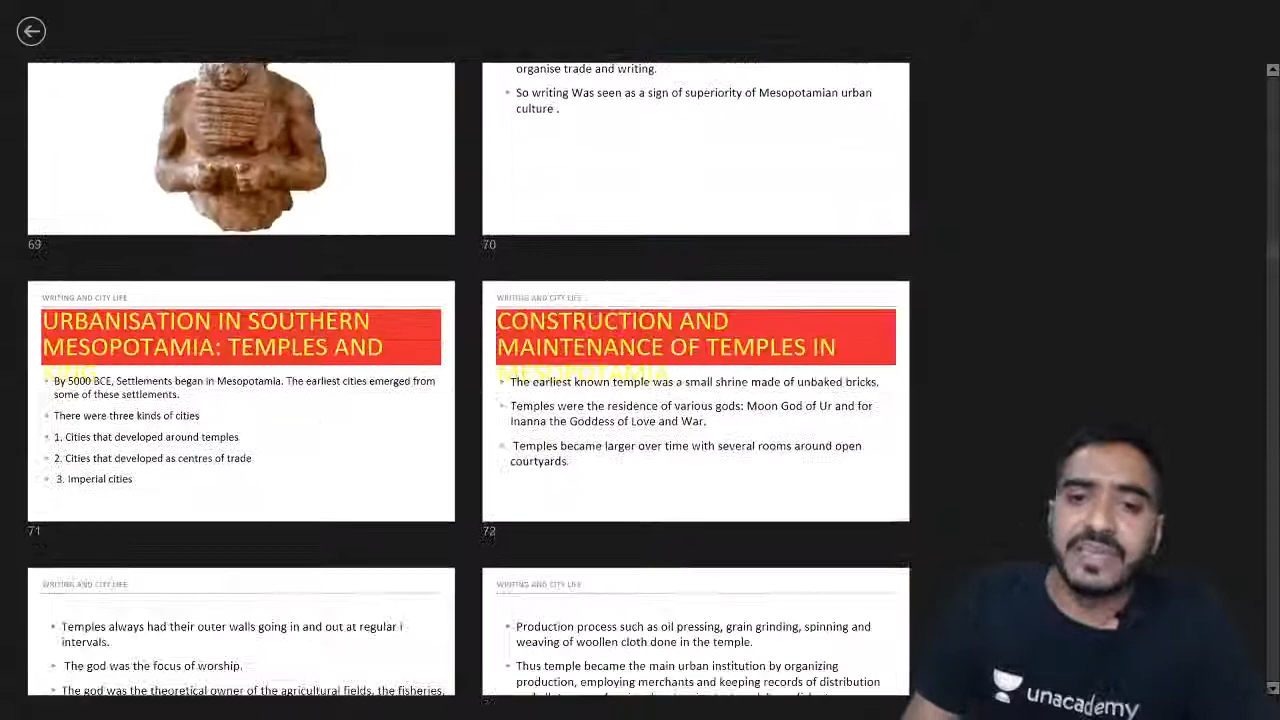 organise trade and writing.
So writing Was seen as a sign of superiority of Mesopotamian urban
culture .
69
70
WRITING AND CITY LIFE
URBANISATION IN SOUTHERN
MESOPOTAMIA: TEMPLES AND
KING
By 5000 BCE, Settlements began in Mesopotamia. The earliest cities emerged from
some of these settlements.
There were three kinds of cities
1. Cities that developed around temples
2. Cities that developed as centres of trade
3. Imperial cities
71
WRITING AND CITY LIFE .
CONSTRUCTION AND
MAINTENANCE OF TEMPLES IN
MESOPOTAMIA
The earliest known temple was a small shrine made of unbaked bricks.
Temples were the residence of various gods: Moon God of Ur and for
Inanna the Goddess of Love and War.
Temples became larger over time with several rooms around open
courtyards.
72
WRITING AND CITY LIFE
Temples always had their outer walls going in and out at regular i
intervals.
The god was the focus of worship.
The god was the theoretical owner of the agricultural fields, the fisheries,
WRITING AND CITY LIFE
Production process such as oil pressing, grain grinding, spinning and
weaving of woollen cloth done in the temple.
Thus temple became the main urban institution by organizing
production, employing merchants and keeping records of distribution
unacademy